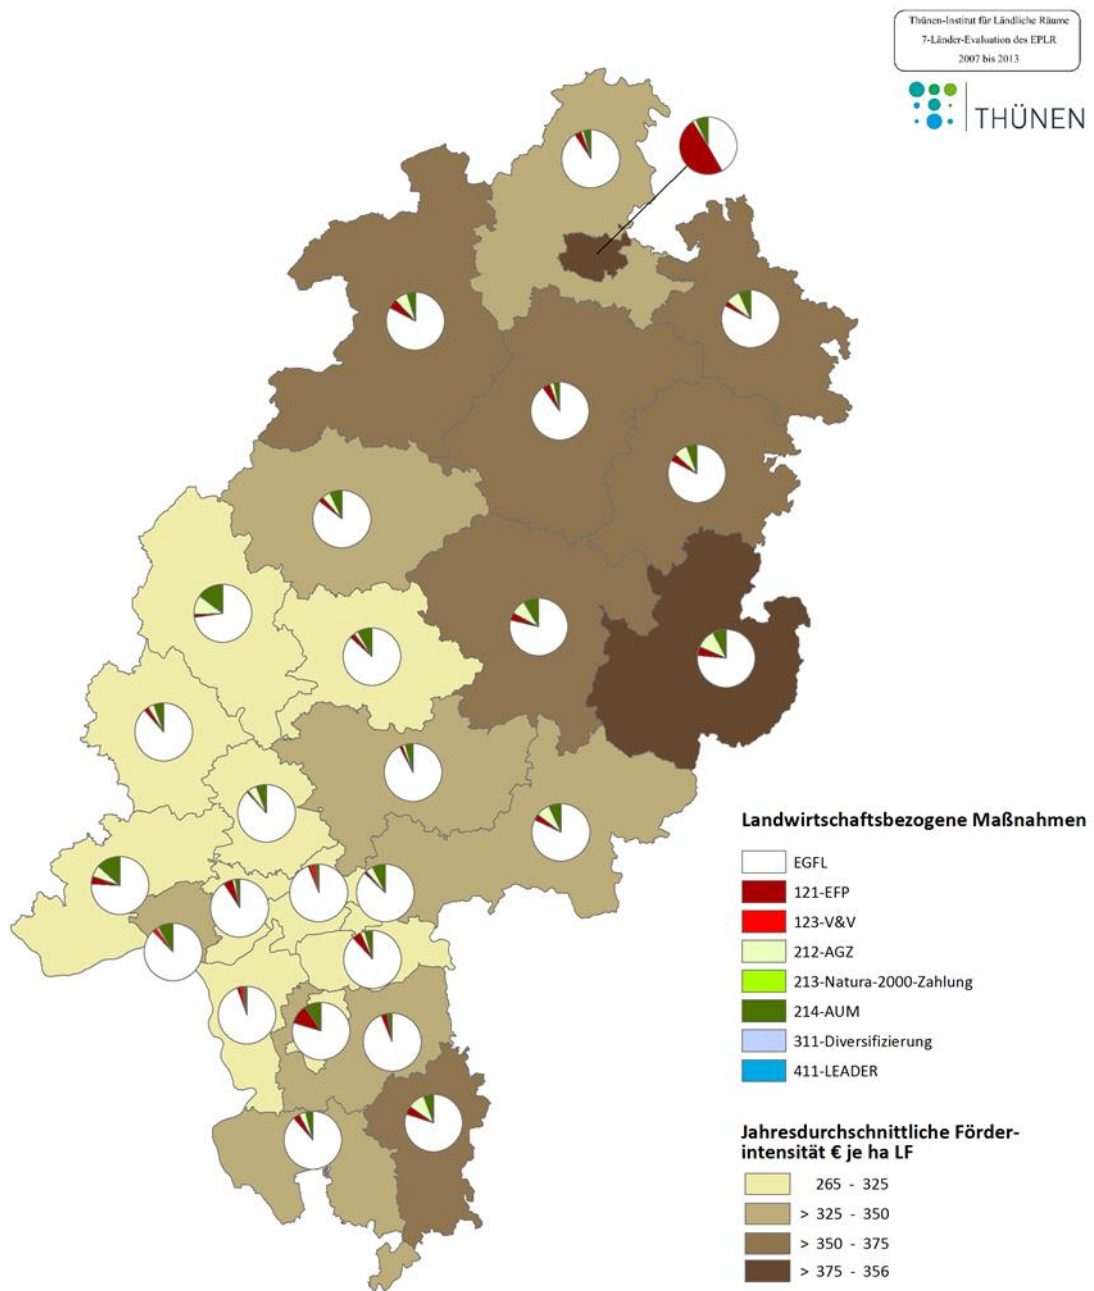 Thünen-Institut für Ländliche Räume
7-Länder-Evaluation des EPLR
2007 bis 2013
THÜNEN
Landwirtschaftsbezogene Maßnahmen
EGFL
121-EFP
123-V&V
212-AGZ
213-Natura-2000-Zahlung
214-AUM
311-Diversifizierung
411-LEADER
Jahresdurchschnittliche Förder-
intensität € je ha LF
265 - 325
> 325 - 350
> 350 - 375
> 375 - 356